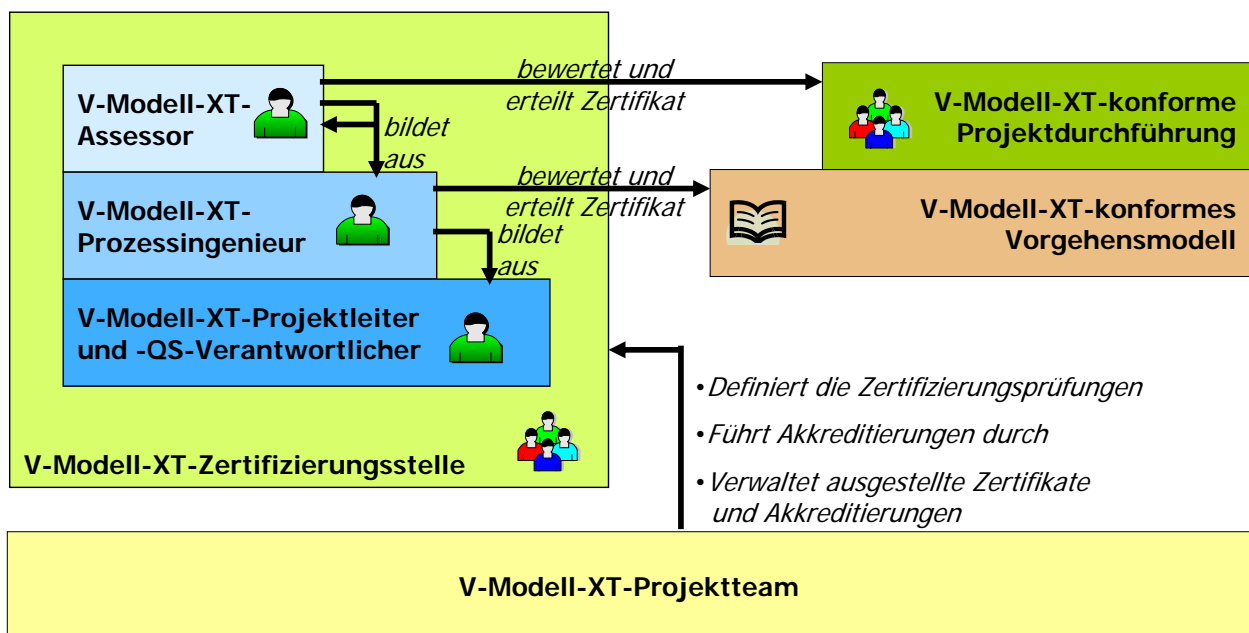 V-Modell-XT-
Assessor
bewertet und
erteilt Zertifikat
V-Modell-XT-konforme
Projektdurchführung
bildet
aus
V-Modell-XT-
Prozessingenieur
bewertet und
erteilt Zertifikat
V-Modell-XT-konformes
Vorgehensmodell
bildet
aus
V-Modell-XT-Projektleiter
und -QS-Verantwortlicher
•Definiert die Zertifizierungsprüfungen
•Führt Akkreditierungen durch
•Verwaltet ausgestellte Zertifikate
und Akkreditierungen
V-Modell-XT-Zertifizierungsstelle
V-Modell-XT-Projektteam